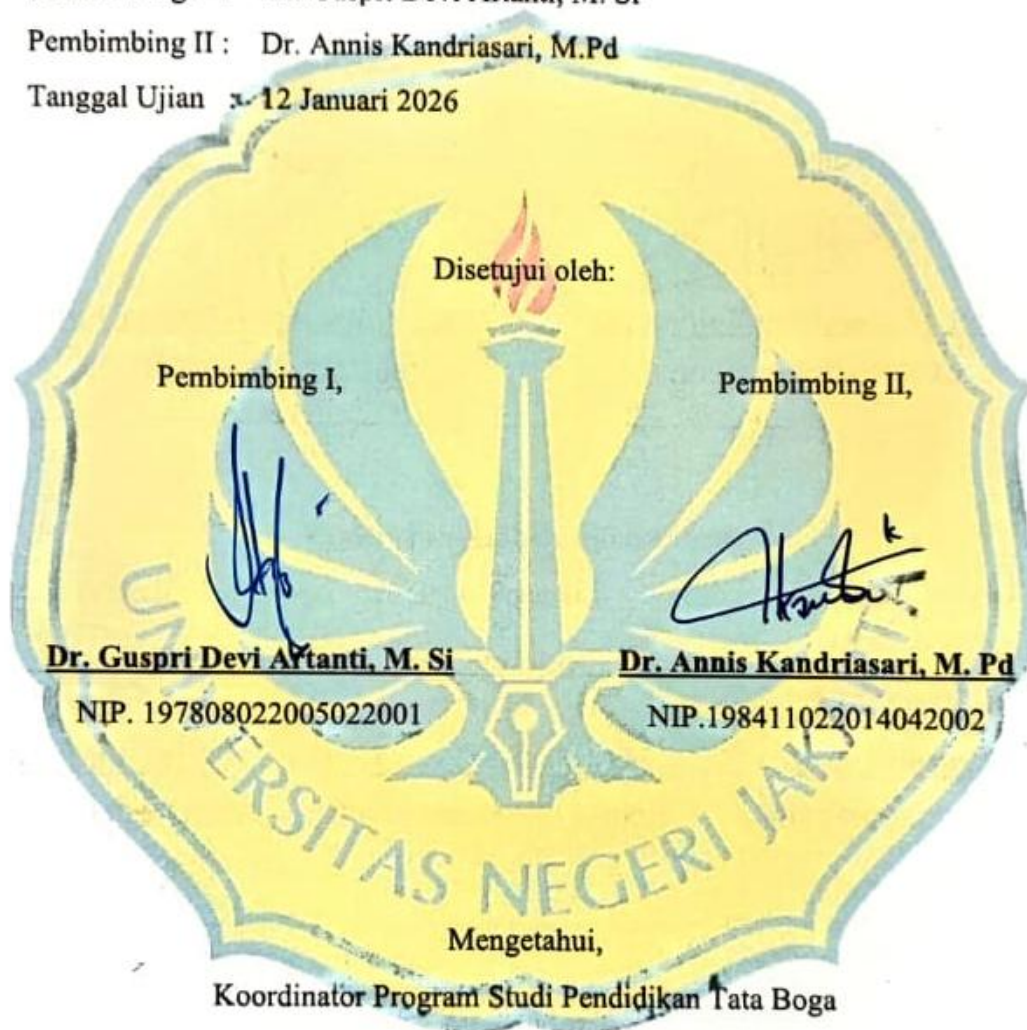 Pembimbing II : Dr. Annis Kandriasari, M.Pd
Tanggal Ujian : 12 Januari 2026
Disetujui oleh:
Pembimbing I, Pembimbing II,
Dr. Guspri Devi Artanti, M. Si Dr. Annis Kandriasari, M. Pd
NIP. 197808022005022001 NIP.198411022014042002
UNIVERSITAS NEGERI JAKARTA
Mengetahui,
Koordinator Program Studi Pendidikan Tata Boga